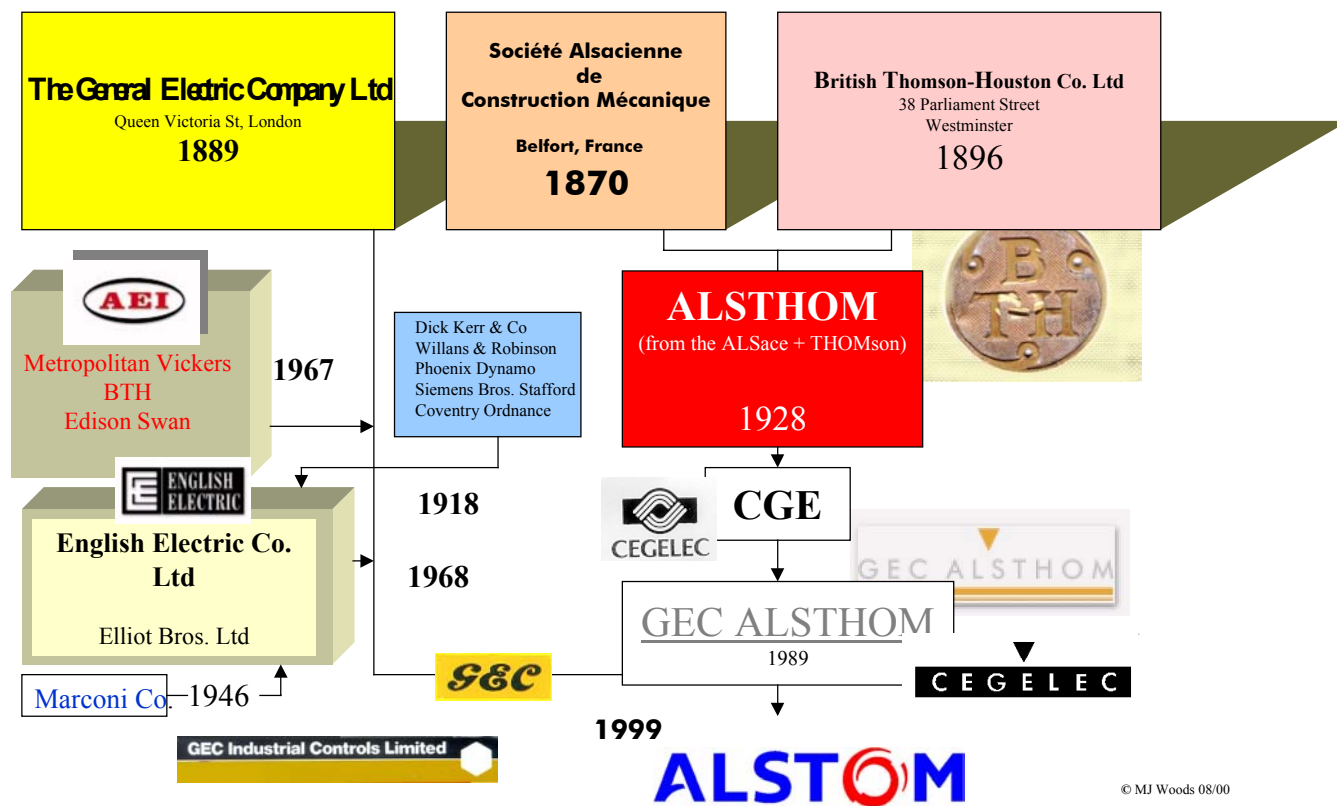 The General Electric Company Ltd
Queen Victoria St, London
1889
Société Alsacienne
de
Construction Mécanique
Belfort, France
1870
British Thomson-Houston Co. Ltd
38 Parliament Street
Westminster
1896
B
T-H
AEI
Metropolitan Vickers
BTH
Edison Swan
1967
Dick Kerr & Co
Willans & Robinson
Phoenix Dynamo
Siemens Bros. Stafford
Coventry Ordnance
ALSTHOM
(from the ALSace + THOMson)
1928
ENGLISH
ELECTRIC
English Electric Co.
Ltd
Elliot Bros. Ltd
1918
1968
CEGELEC
CGE
GEC ALSTHOM
GEC ALSTHOM
1989
CEGELEC
Marconi Co.
1946
GEC
1999
GEC Industrial Controls Limited
ALSTOM
© MJ Woods 08/00